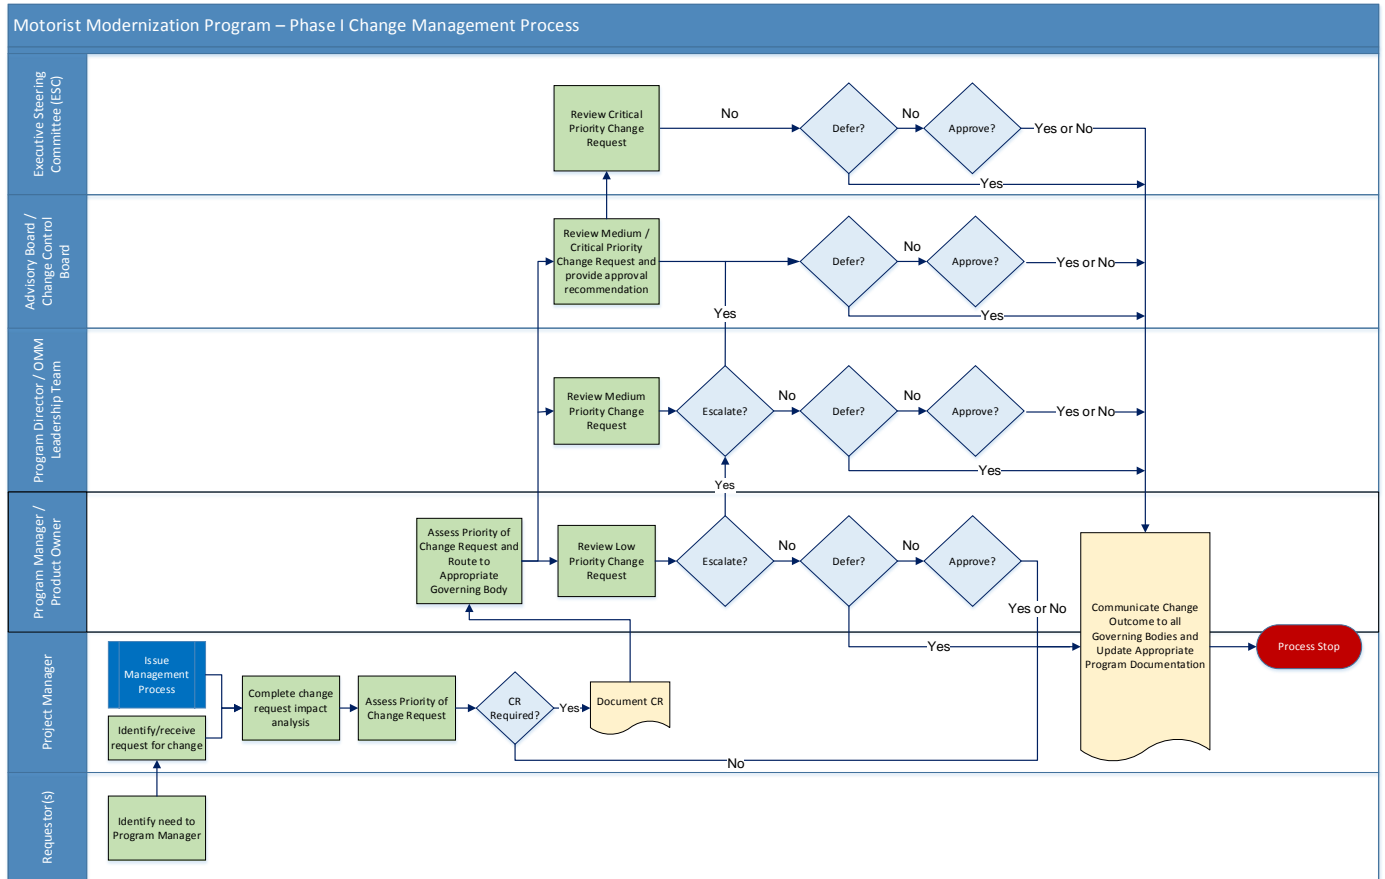 Motorist Modernization Program – Phase I Change Management Process
Executive Steering
Committee (ESC)
Review Critical
Priority Change
Request
No
Defer?
No
Approve?
Yes or No
Yes
Advisory Board /
Change Control
Board
Review Medium /
Critical Priority
Change Request and
provide approval
recommendation
Defer?
No
Approve?
Yes or No
Yes
Yes
Program Director / OMM
Leadership Team
Review Medium
Priority Change
Request
Escalate?
No
Defer?
No
Approve?
Yes or No
Yes
Yes
Program Manager /
Product Owner
Assess Priority of
Change Request and
Route to
Appropriate
Governing Body
Review Low
Priority Change
Request
Escalate?
No
Defer?
No
Approve?
Yes or No
Yes
Communicate Change
Outcome to all
Governing Bodies and
Update Appropriate
Program Documentation
Process Stop
Project Manager
Issue
Management
Process
Identify/receive
request for change
Complete change
request impact
analysis
Assess Priority of
Change Request
CR
Required?
Yes
Document CR
No
Requestor(s)
Identify need to
Program Manager